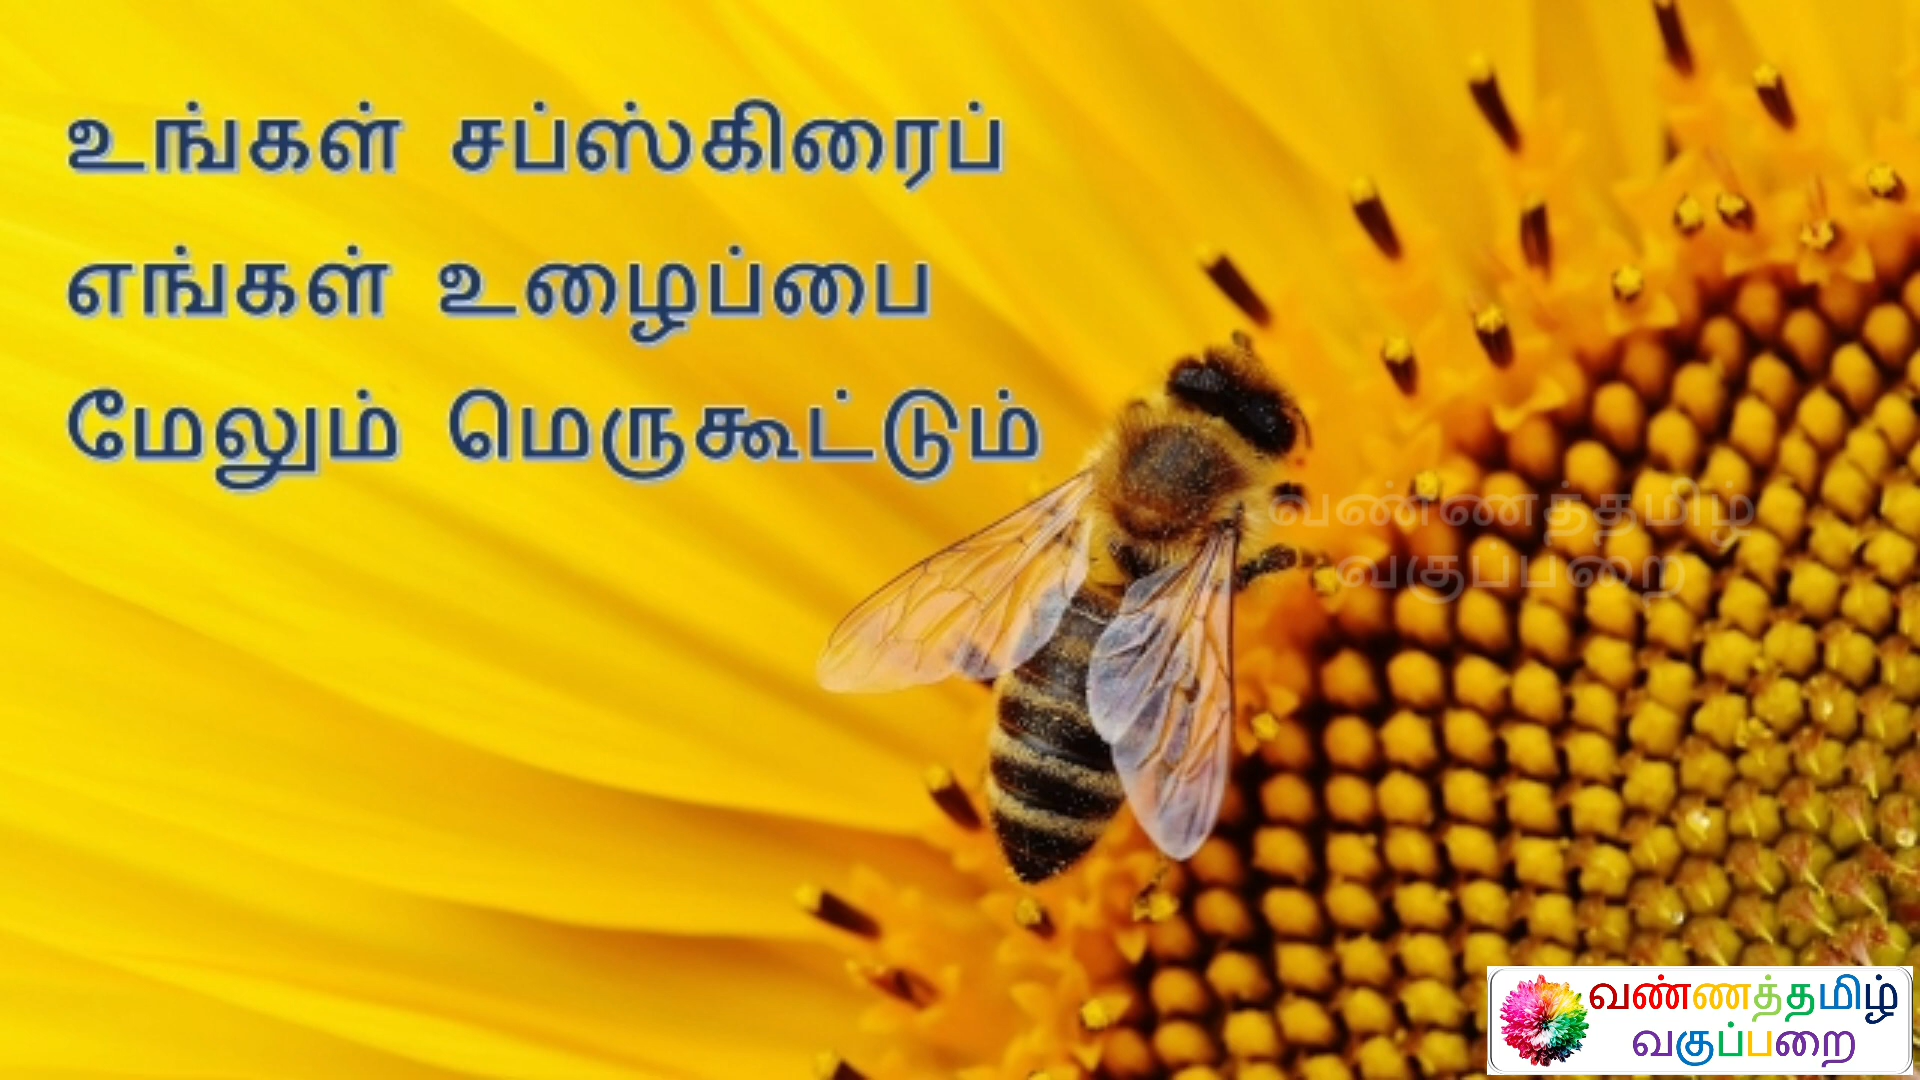 உங்கள் சப்ஸ்கிரைப்
எங்கள் உழைப்பை
மேலும் மெருகூட்டும்
வண்ணத்தமிழ்
வகுப்பறை
வண்ணத்தமிழ்
வகுப்பறை